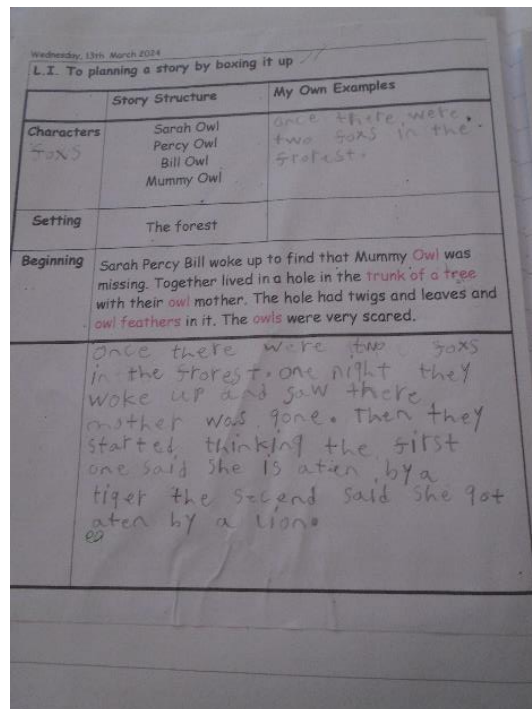 Wednesday, 13th March 2024
L.I. To planning a story by boxing it up
Story Structure
My Own Examples
Characters
foxs
Sarah Owl
Percy Owl
Bill Owl
Mummy Owl
once there were.
two foxs in the
frorest.
Setting
The forest
Beginning
Sarah Percy Bill woke up to find that Mummy Owl was
missing. Together lived in a hole in the trunk of a tree
with their owl mother. The hole had twigs and leaves and
owl feathers in it. The owls were very scared.
Once there were two foxs
in the frorest. one night they
woke up and saw there
mother was gone. Then they
started thinking the first
one said she is atien by a
tiger the second said she got
aten by a lion.